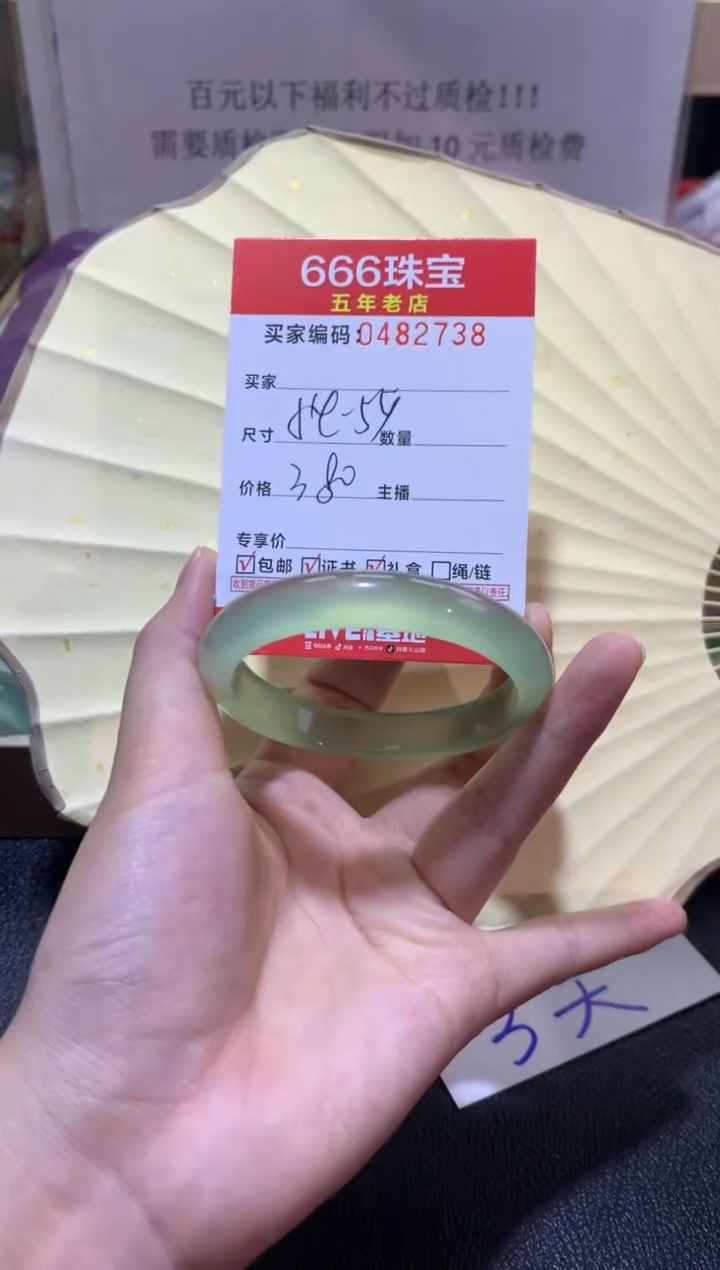 百元以下福利不过质检!!!
需要质检 10元质检费
666珠宝
五年老店
买家编码:0482738
买家
尺寸 54-55 数量
价格 380 主播
专享价
包邮 证书 礼盒 绳/链
3天